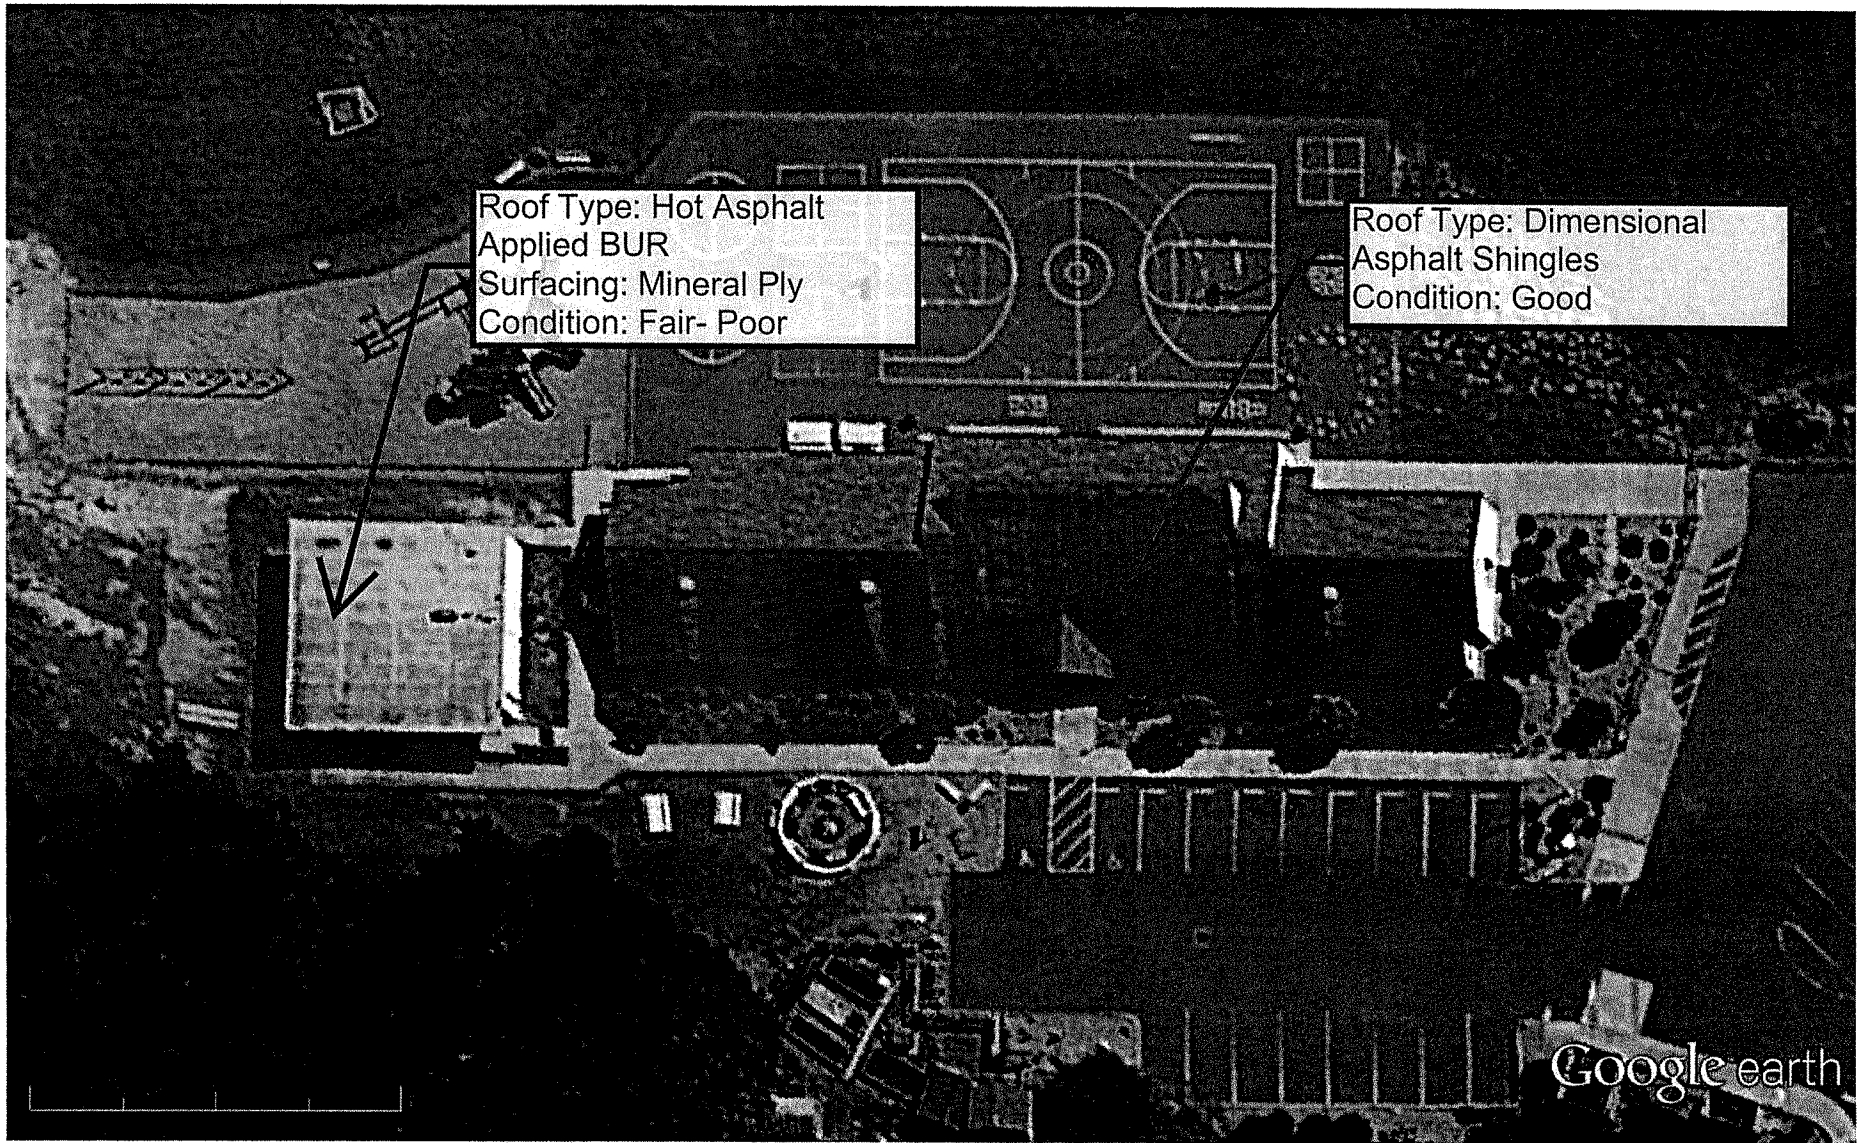 Roof Type: Hot Asphalt
Applied BUR
Surfacing: Mineral Ply
Condition: Fair- Poor
Roof Type: Dimensional
Asphalt Shingles
Condition: Good
Google earth